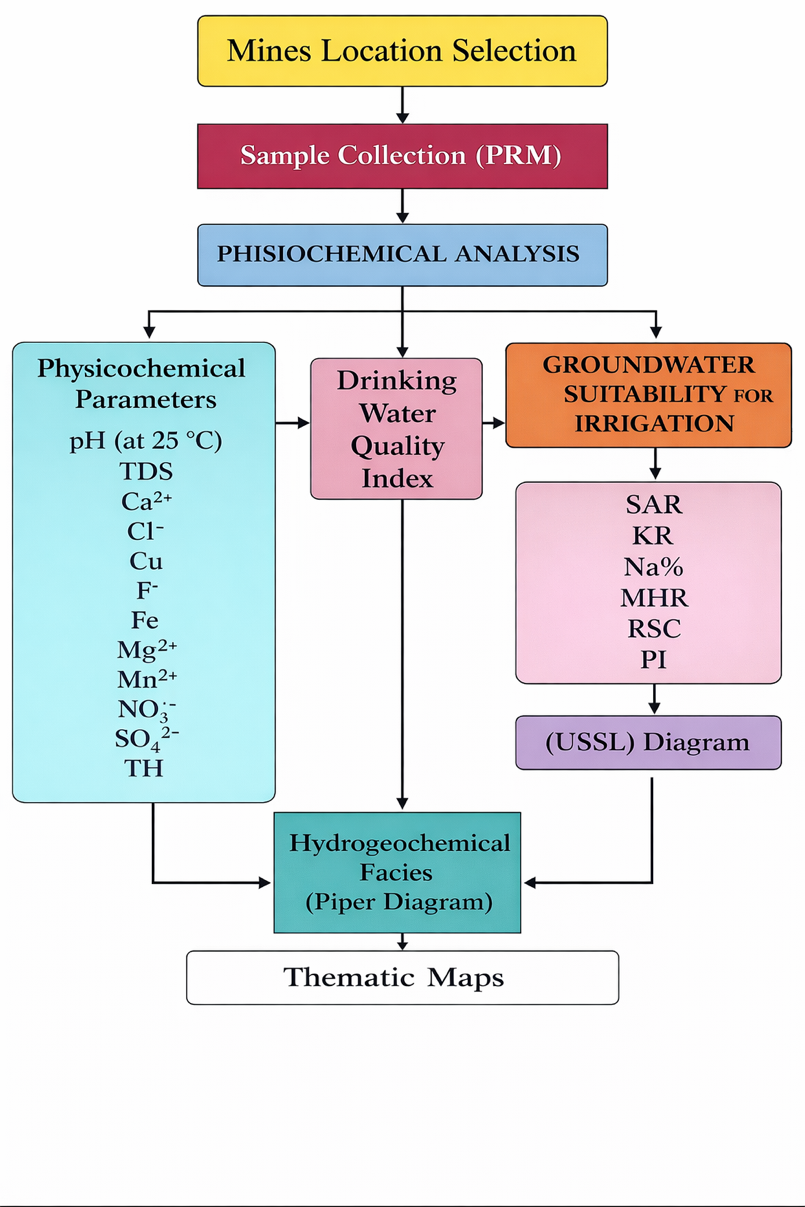 Mines Location Selection
Sample Collection (PRM)
PHISIOCHEMICAL ANALYSIS
Physicochemical
Parameters
pH (at 25 °C)
TDS
Ca²⁺
Cl⁻
Cu
F⁻
Fe
Mg²⁺
Mn²⁺
NO₃·⁻
SO₄²⁻
TH
Drinking
Water
Quality
Index
GROUNDWATER
SUITABILITY FOR
IRRIGATION
SAR
KR
Na%
MHR
RSC
PI
(USSL) Diagram
Hydrogeochemical
Facies
(Piper Diagram)
Thematic Maps